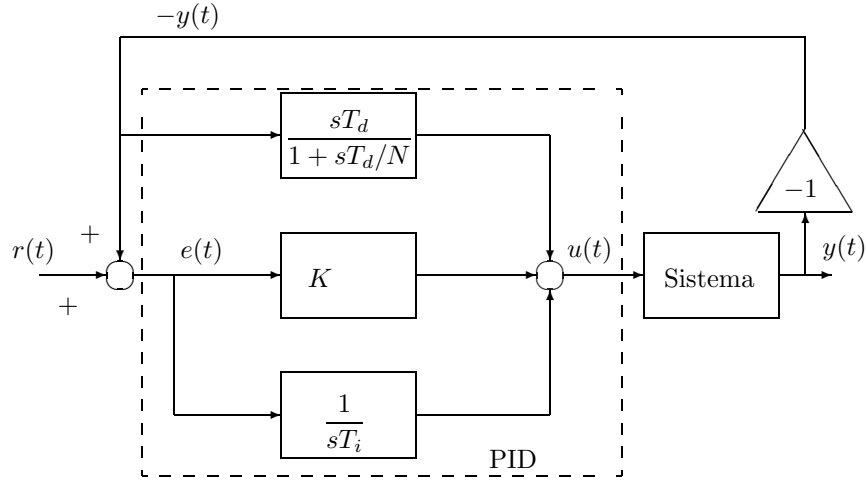 −y(t)
sT_d
1 + sT_d/N
−1
+
r(t)
e(t)
u(t)
y(t)
K
Sistema
+
1
sT_i
PID